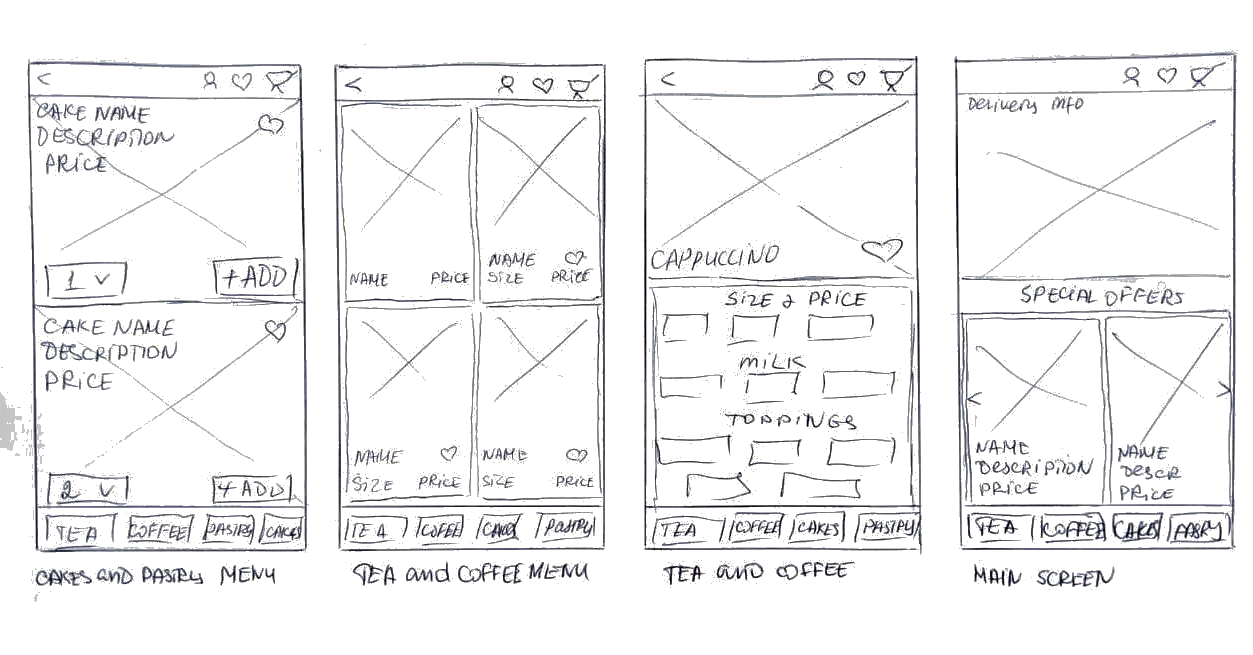 CAKE NAME
DESCRIPTION
PRICE
1
+ADD
CAKE NAME
DESCRIPTION
PRICE
2
+ADD
TEA COFFEE PASTRY CAKES
CAKES and PASTRY MENU
NAME PRICE
NAME
SIZE PRICE
NAME
SIZE PRICE
NAME
SIZE PRICE
TEA COFFEE CAKES PASTRY
TEA and COFFEE MENU
CAPPUCCINO
SIZE & PRICE
MILK
TOPPINGS
TEA COFFEE CAKES PASTRY
TEA and COFFEE
Delivery info
SPECIAL OFFERS
NAME
DESCRIPTION
PRICE
NAME
DESCR
PRICE
TEA COFFEE CAKES PASTRY
MAIN SCREEN